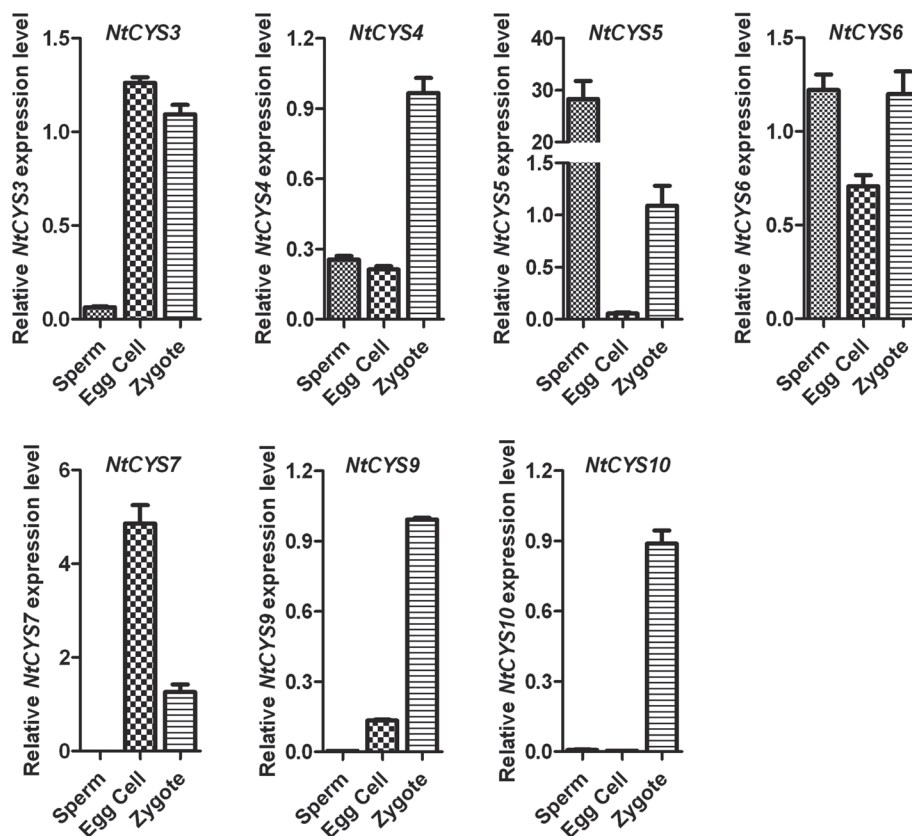 NtCYS3
Relative NtCYS3 expression level
1.5
1.0
0.5
0.0
Sperm
Egg Cell
Zygote
NtCYS4
Relative NtCYS4 expression level
1.2
0.9
0.6
0.3
0.0
Sperm
Egg Cell
Zygote
NtCYS5
Relative NtCYS5 expression level
40
30
20
1.5
1.0
0.5
0.0
Sperm
Egg Cell
Zygote
NtCYS6
Relative NtCYS6 expression level
1.5
1.0
0.5
0.0
Sperm
Egg Cell
Zygote
NtCYS7
Relative NtCYS7 expression level
6
4
2
0
Sperm
Egg Cell
Zygote
NtCYS9
Relative NtCYS9 expression level
1.2
0.9
0.6
0.3
0.0
Sperm
Egg Cell
Zygote
NtCYS10
Relative NtCYS10 expression level
1.2
0.9
0.6
0.3
0.0
Sperm
Egg Cell
Zygote